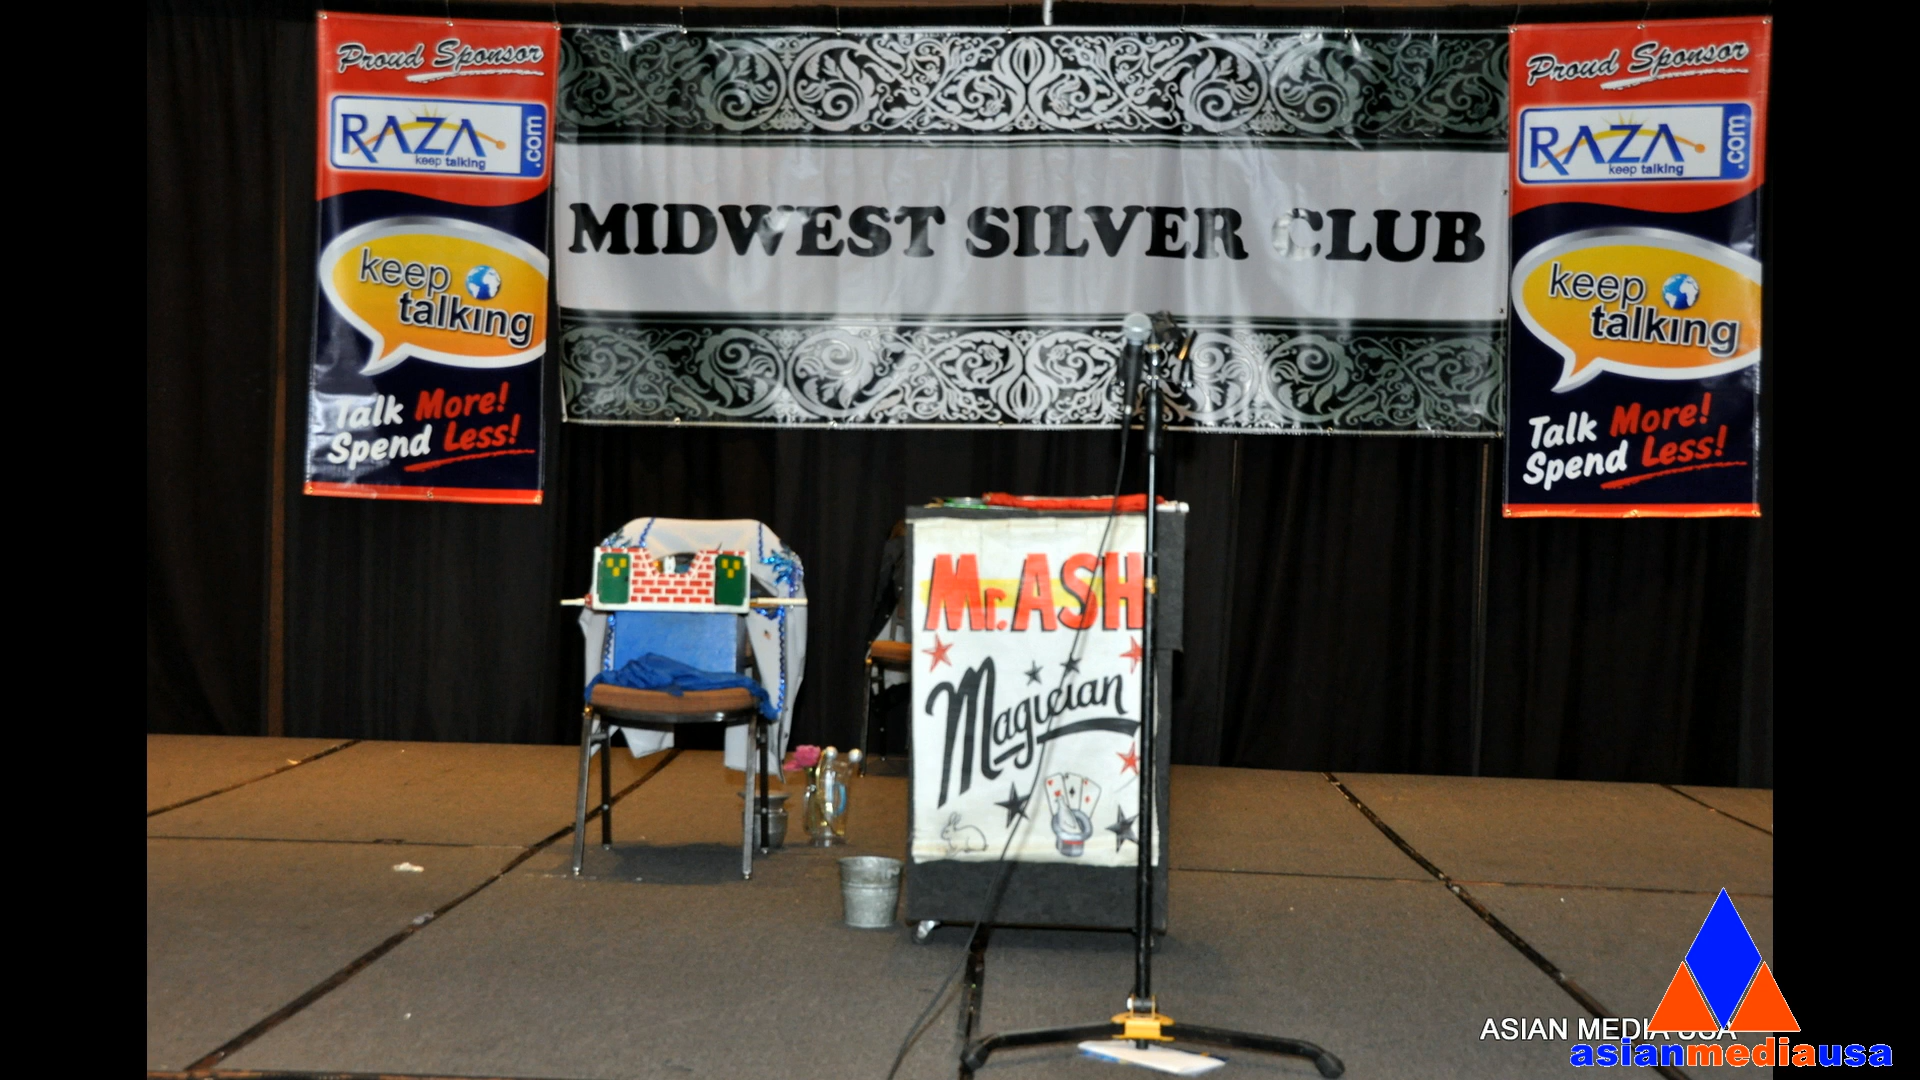 Proud Sponsor
RAZA.com
keep talking
keep
talking
Talk More!
Spend Less!
MIDWEST SILVER CLUB
Proud Sponsor
RAZA.com
keep talking
keep
talking
Talk More!
Spend Less!
Mr. ASH
Magician
ASIAN MEDIA USA
asianmediausa